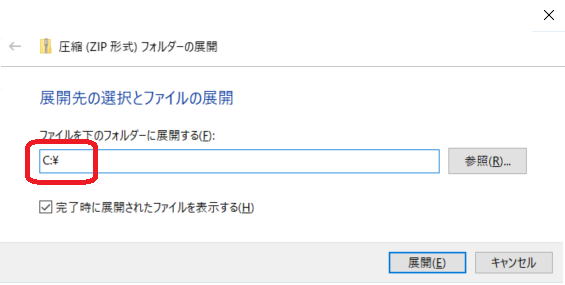 圧縮 (ZIP 形式) フォルダーの展開
展開先の選択とファイルの展開
ファイルを下のフォルダーに展開する(F):
C:¥
参照(R)...
完了時に展開されたファイルを表示する(H)
展開(E)
キャンセル